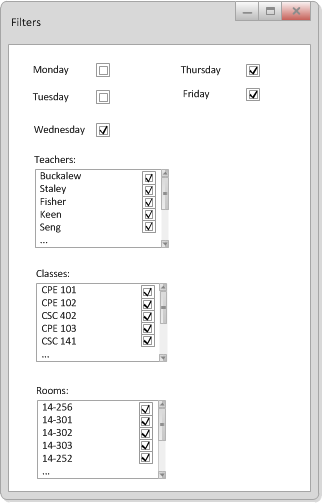 Filters
Monday Thursday
Tuesday Friday
Wednesday
Teachers:
Buckalew
Staley
Fisher
Keen
Seng
...
Classes:
CPE 101
CPE 102
CSC 402
CPE 103
CSC 141
...
Rooms:
14-256
14-301
14-302
14-303
14-252
...